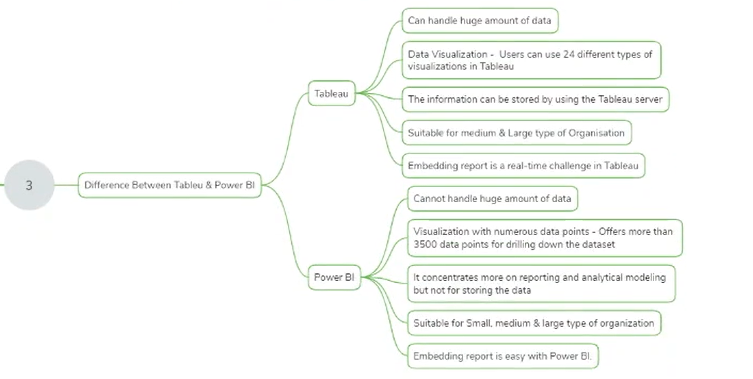 3
Difference Between Tableu & Power BI
Tableau
Can handle huge amount of data
Data Visualization - Users can use 24 different types of
visualizations in Tableau
The information can be stored by using the Tableau server
Suitable for medium & Large type of Organisation
Embedding report is a real-time challenge in Tableau
Power BI
Cannot handle huge amount of data
Visualization with numerous data points - Offers more than
3500 data points for drilling down the dataset
It concentrates more on reporting and analytical modeling
but not for storing the data
Suitable for Small, medium & large type of organization
Embedding report is easy with Power BI.